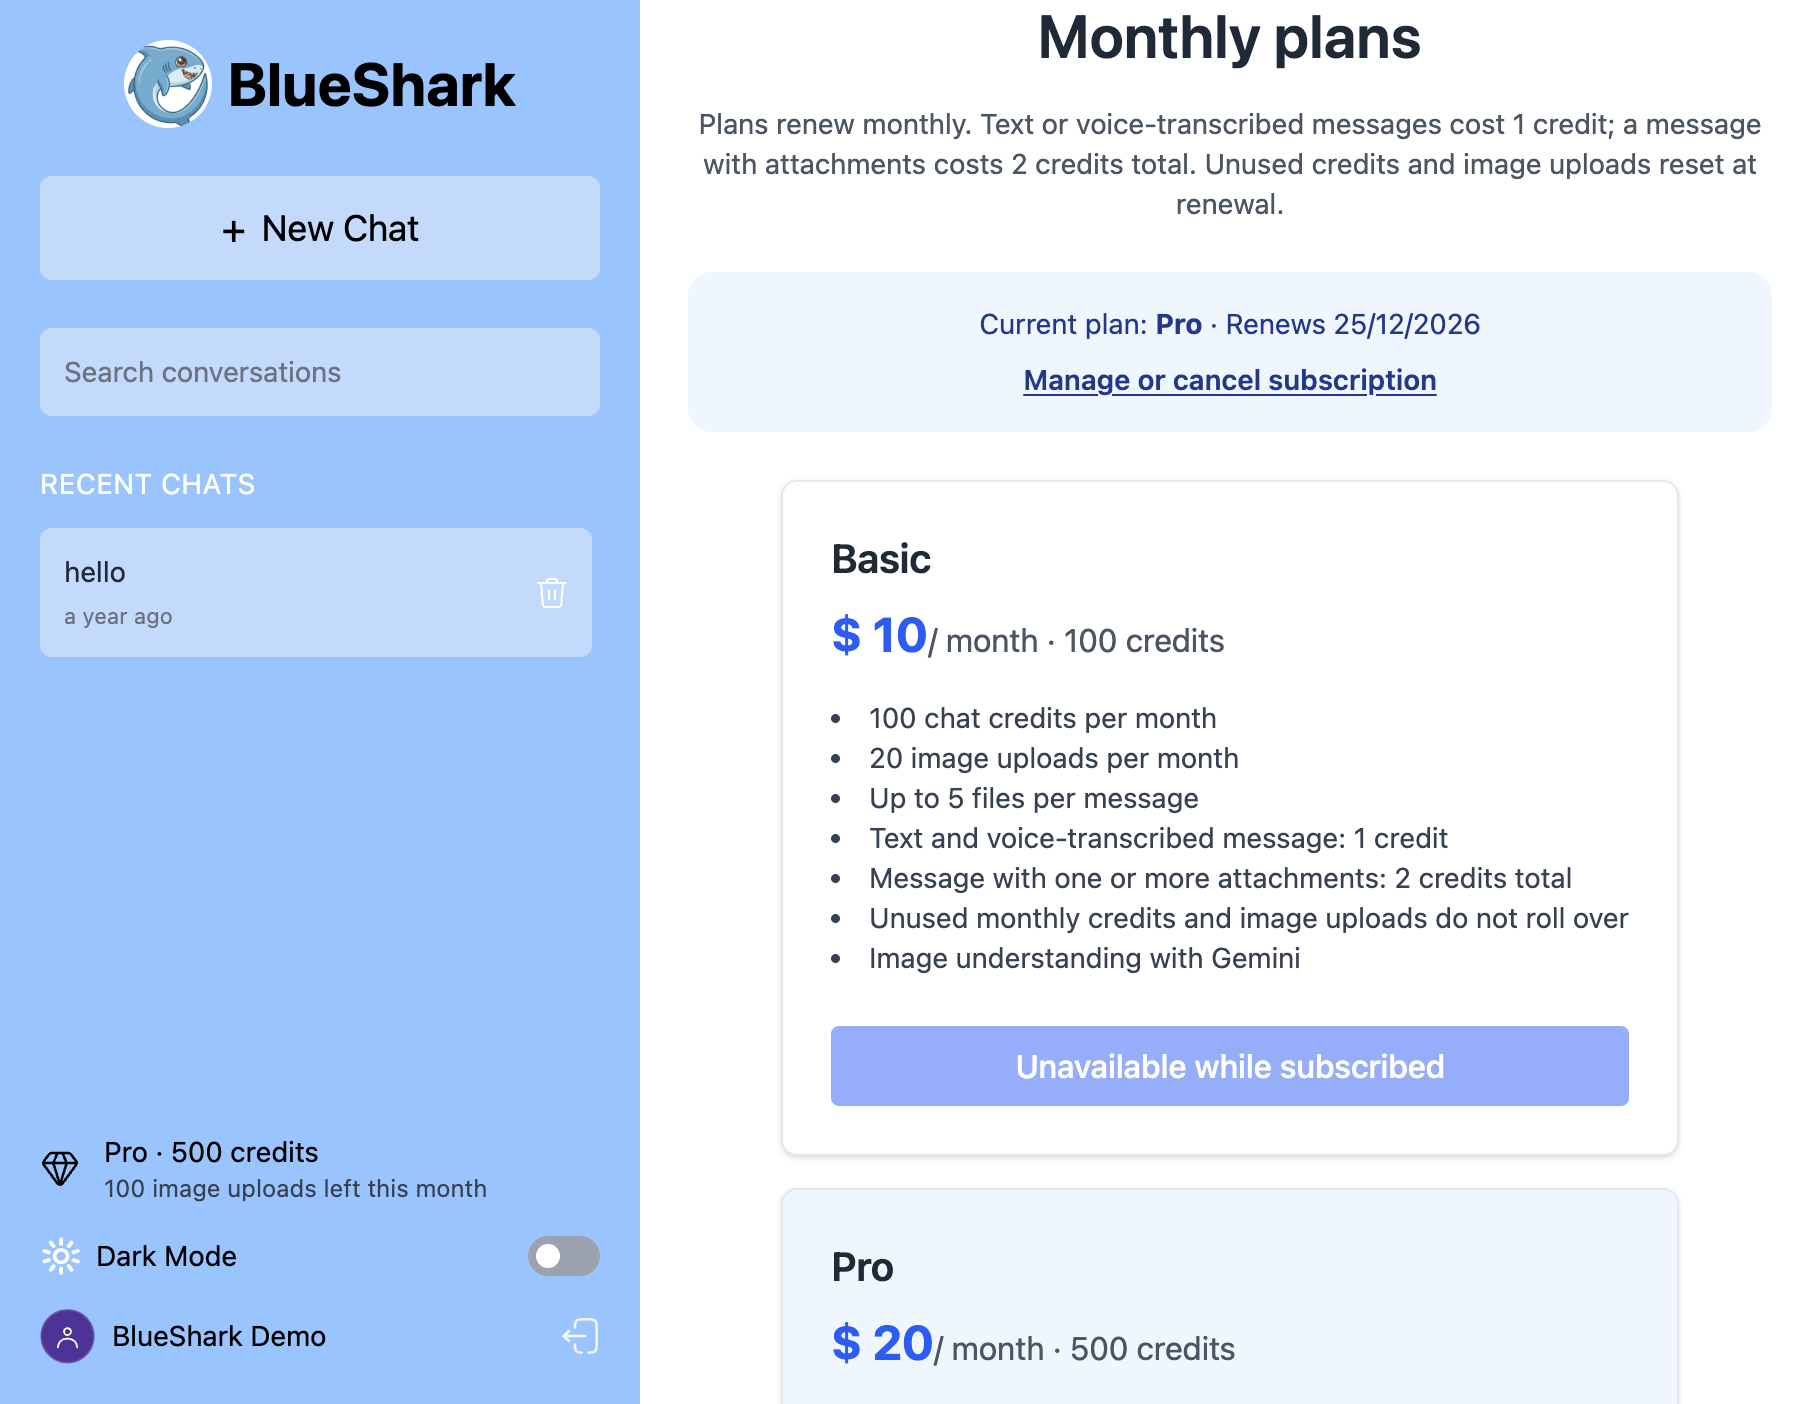 BlueShark
+ New Chat
Search conversations
RECENT CHATS
hello
a year ago
Pro · 500 credits
100 image uploads left this month
Dark Mode
BlueShark Demo
Monthly plans
Plans renew monthly. Text or voice-transcribed messages cost 1 credit; a message
with attachments costs 2 credits total. Unused credits and image uploads reset at
renewal.
Current plan: Pro · Renews 25/12/2026
Manage or cancel subscription
Basic
$ 10/ month · 100 credits
• 100 chat credits per month
• 20 image uploads per month
• Up to 5 files per message
• Text and voice-transcribed message: 1 credit
• Message with one or more attachments: 2 credits total
• Unused monthly credits and image uploads do not roll over
• Image understanding with Gemini
Unavailable while subscribed
Pro
$ 20/ month · 500 credits